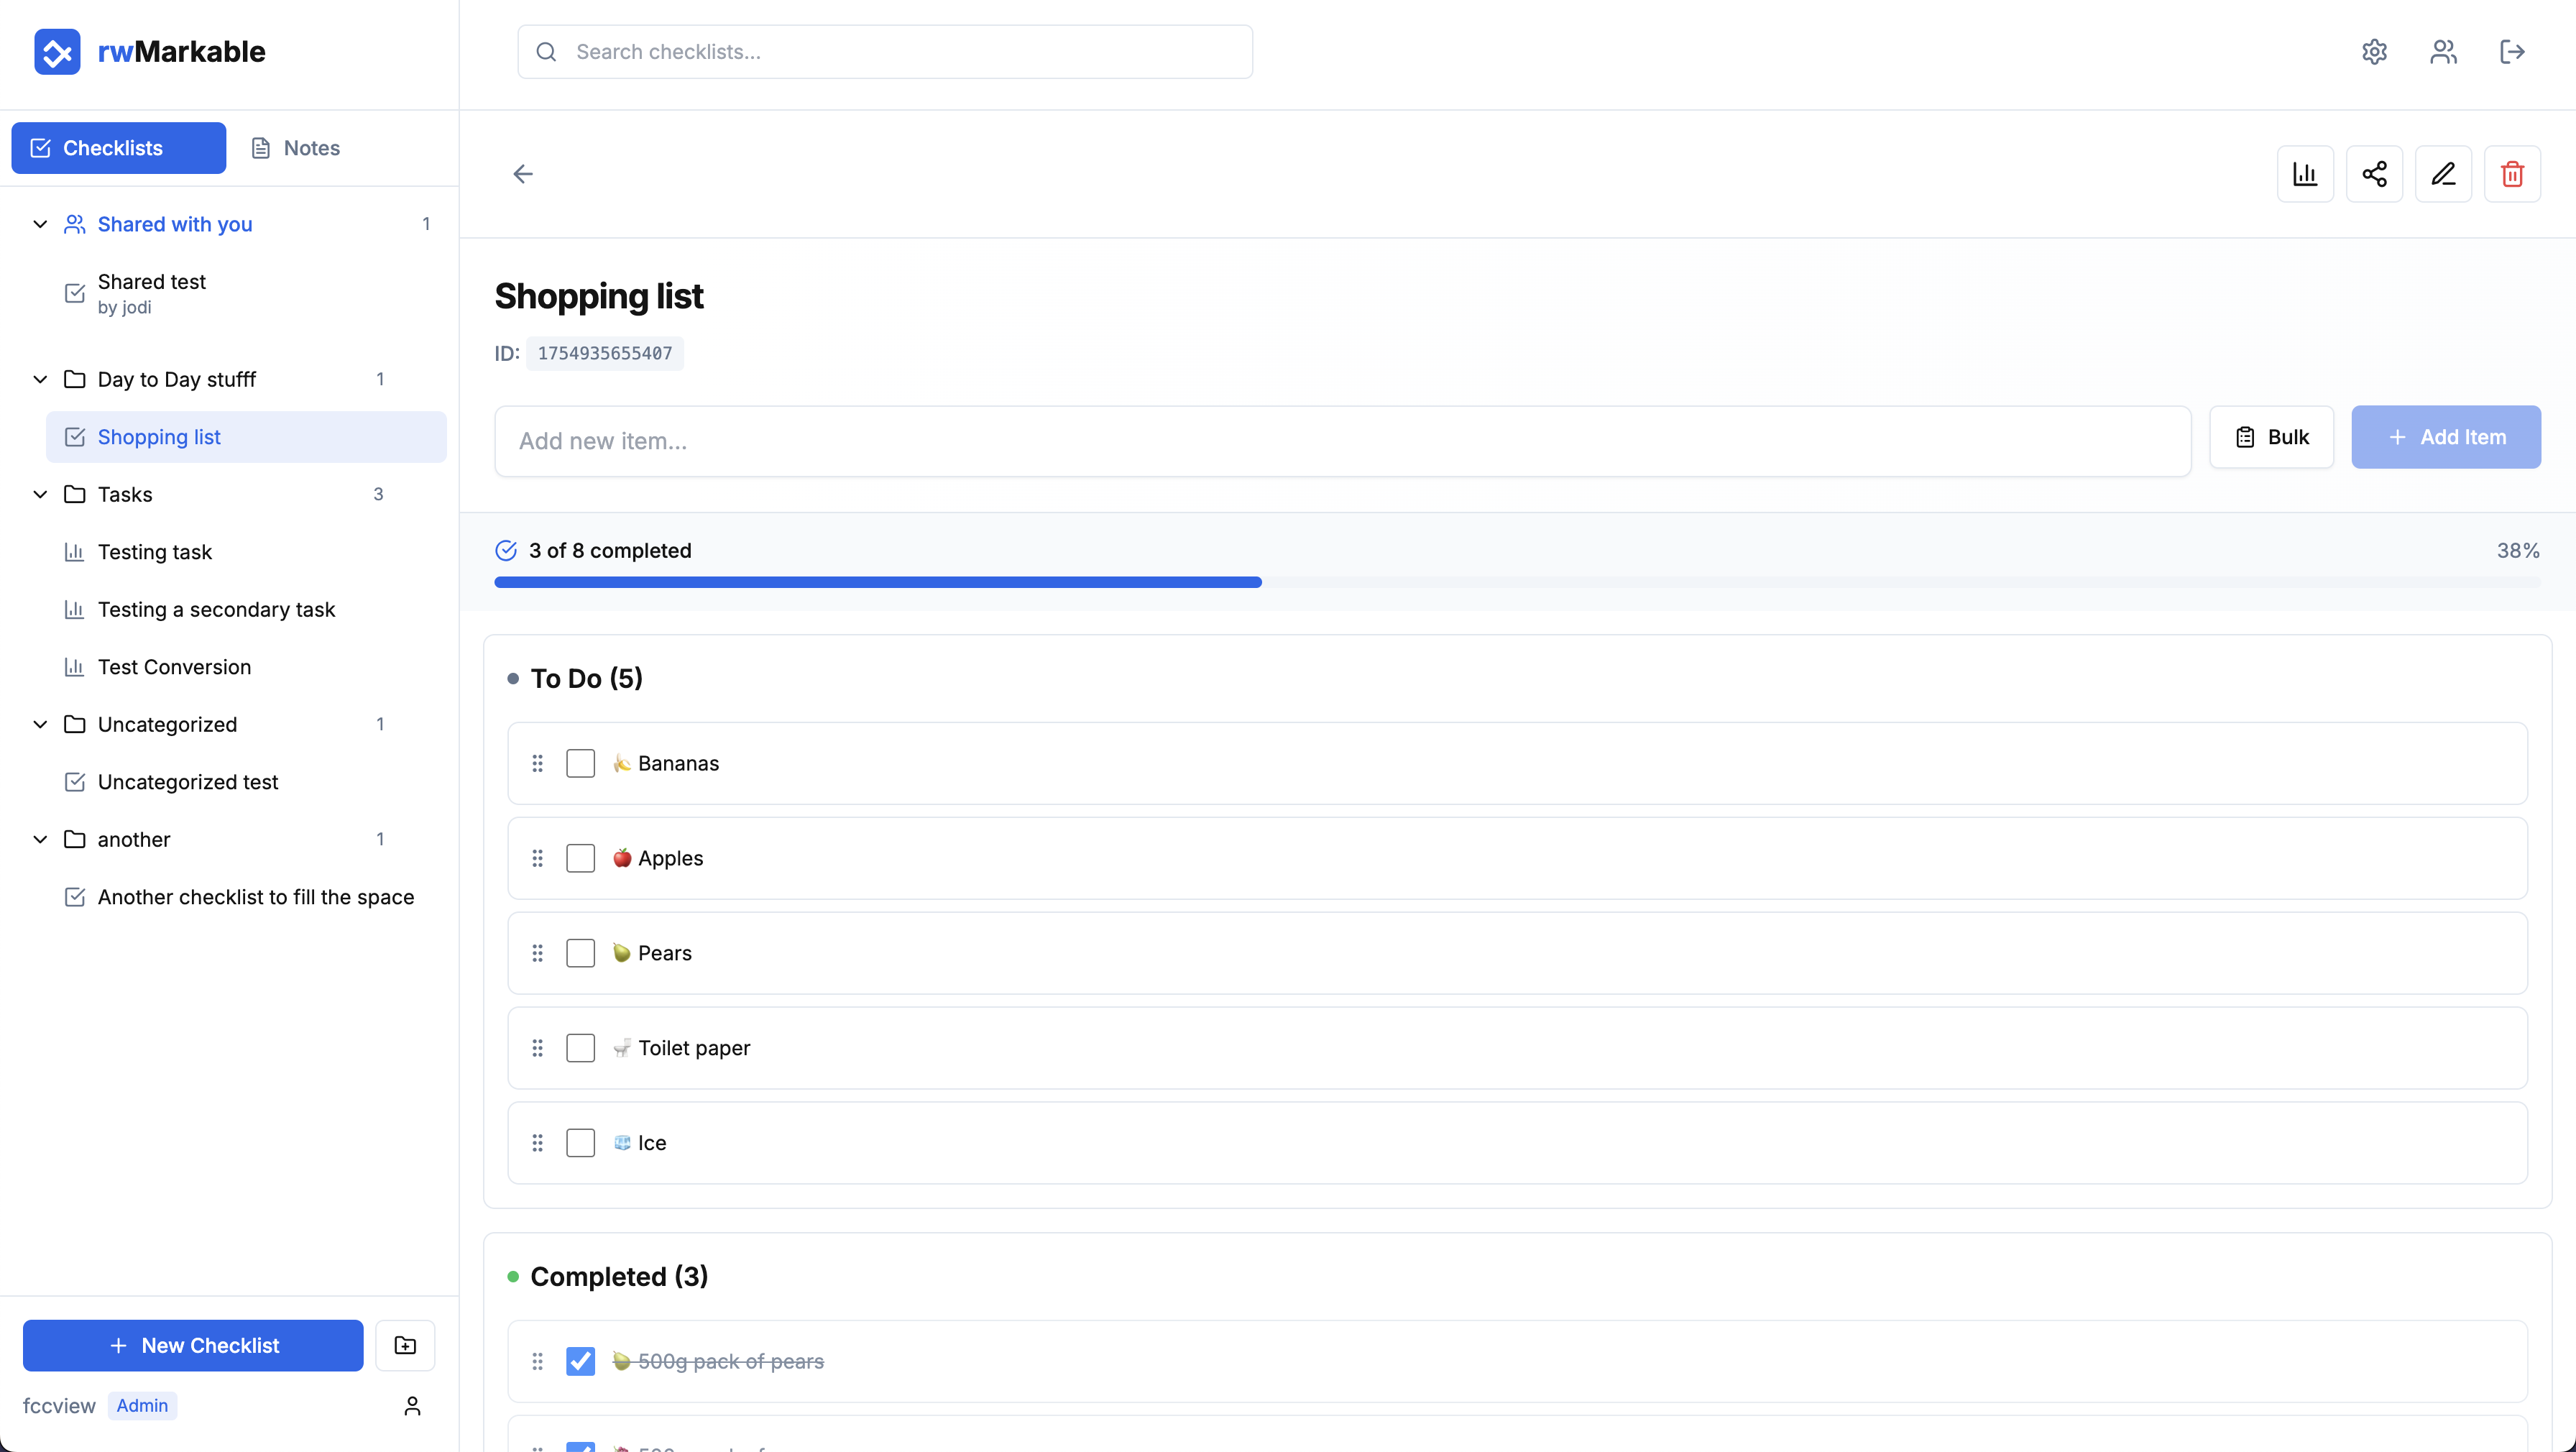 rwMarkable
Search checklists...
Checklists
Notes
Shared with you 1
Shared test
by jodi
Day to Day stufff 1
Shopping list
Tasks 3
Testing task
Testing a secondary task
Test Conversion
Uncategorized 1
Uncategorized test
another 1
Another checklist to fill the space
New Checklist
fccview Admin
Shopping list
ID: 1754935655407
Add new item...
Bulk
Add Item
3 of 8 completed 38%
To Do (5)
🍌 Bananas
🍎 Apples
🍐 Pears
🚽 Toilet paper
🧊 Ice
Completed (3)
🍐 500g pack of pears